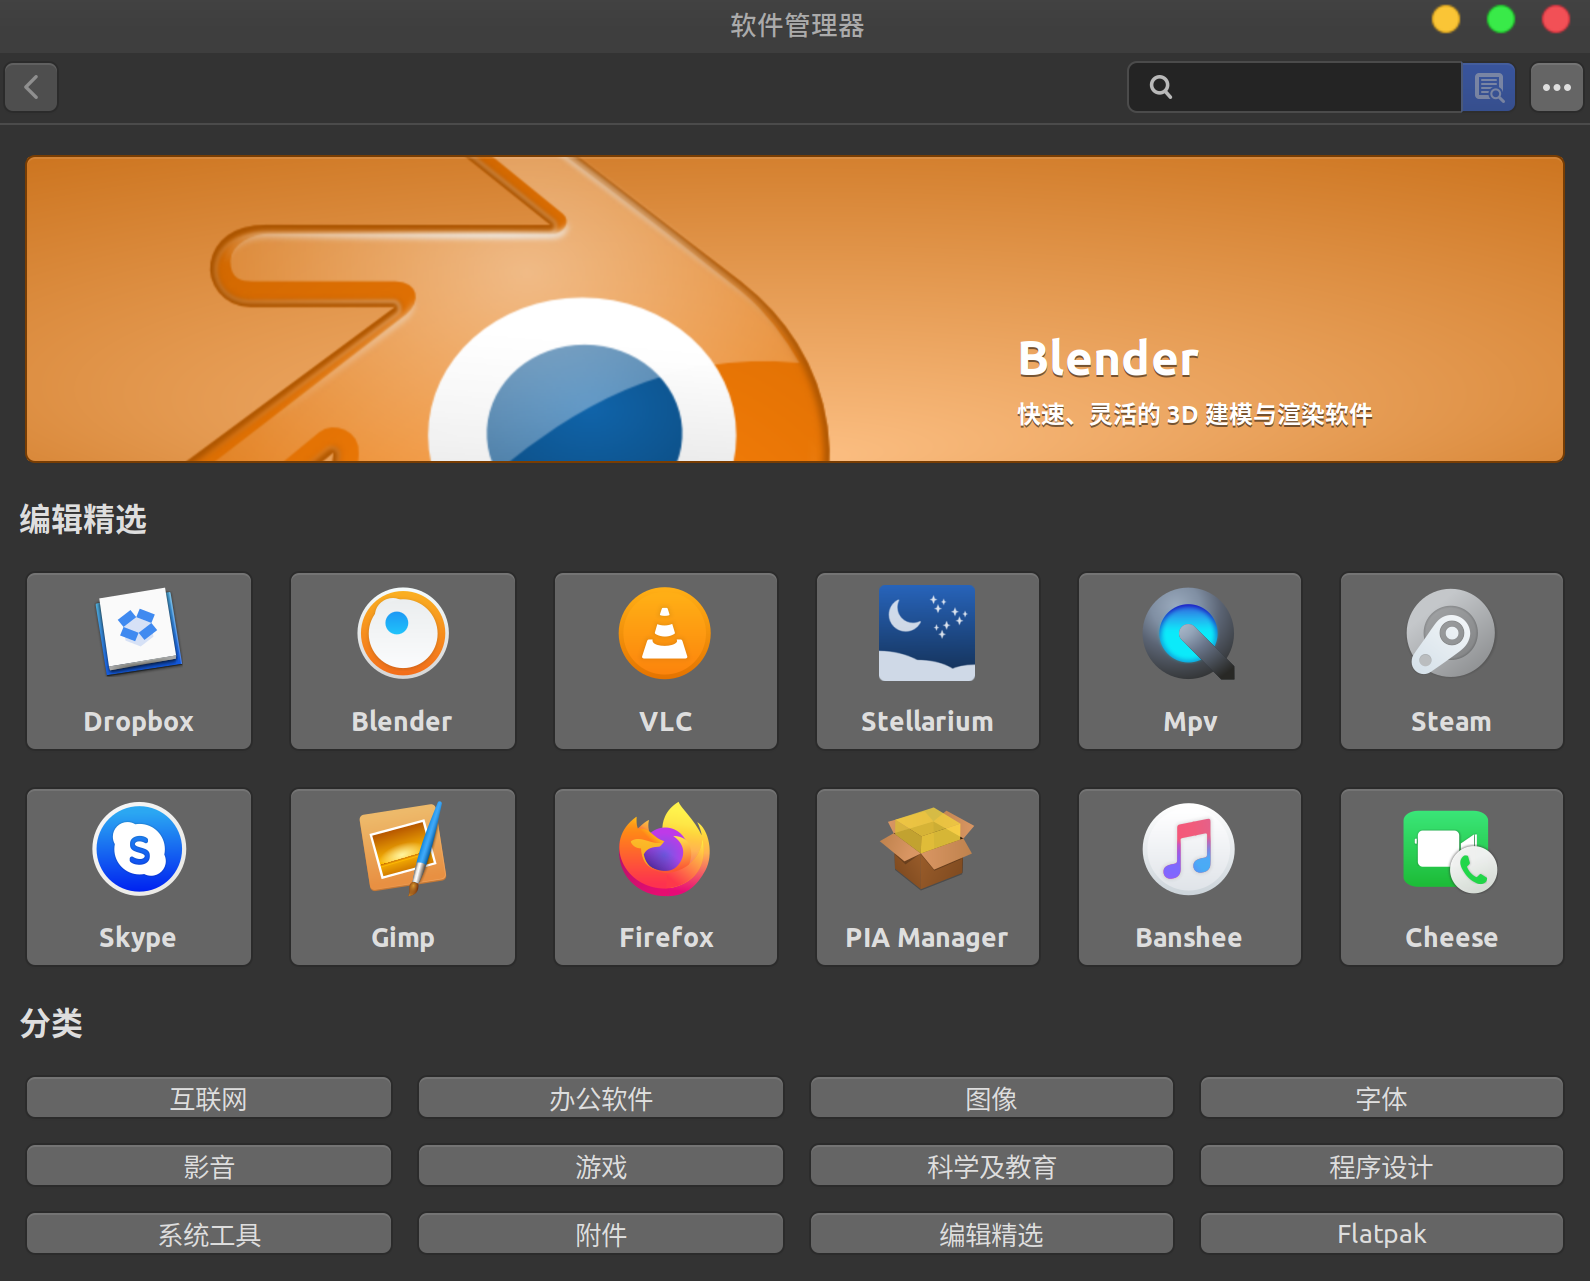 软件管理器
Blender
快速、灵活的 3D 建模与渲染软件
编辑精选
Dropbox
Blender
VLC
Stellarium
Mpv
Steam
Skype
Gimp
Firefox
PIA Manager
Banshee
Cheese
分类
互联网
办公软件
图像
字体
影音
游戏
科学及教育
程序设计
系统工具
附件
编辑精选
Flatpak